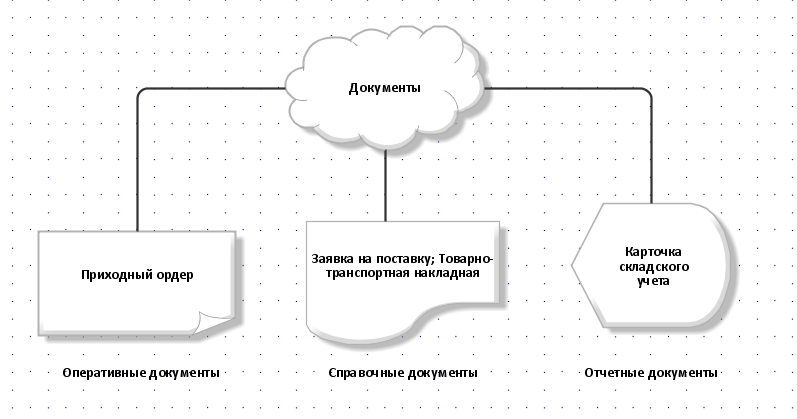 Документы
Приходный ордер
Заявка на поставку; Товарно-
транспортная накладная
Карточка
складского
учета
Оперативные документы
Справочные документы
Отчетные документы